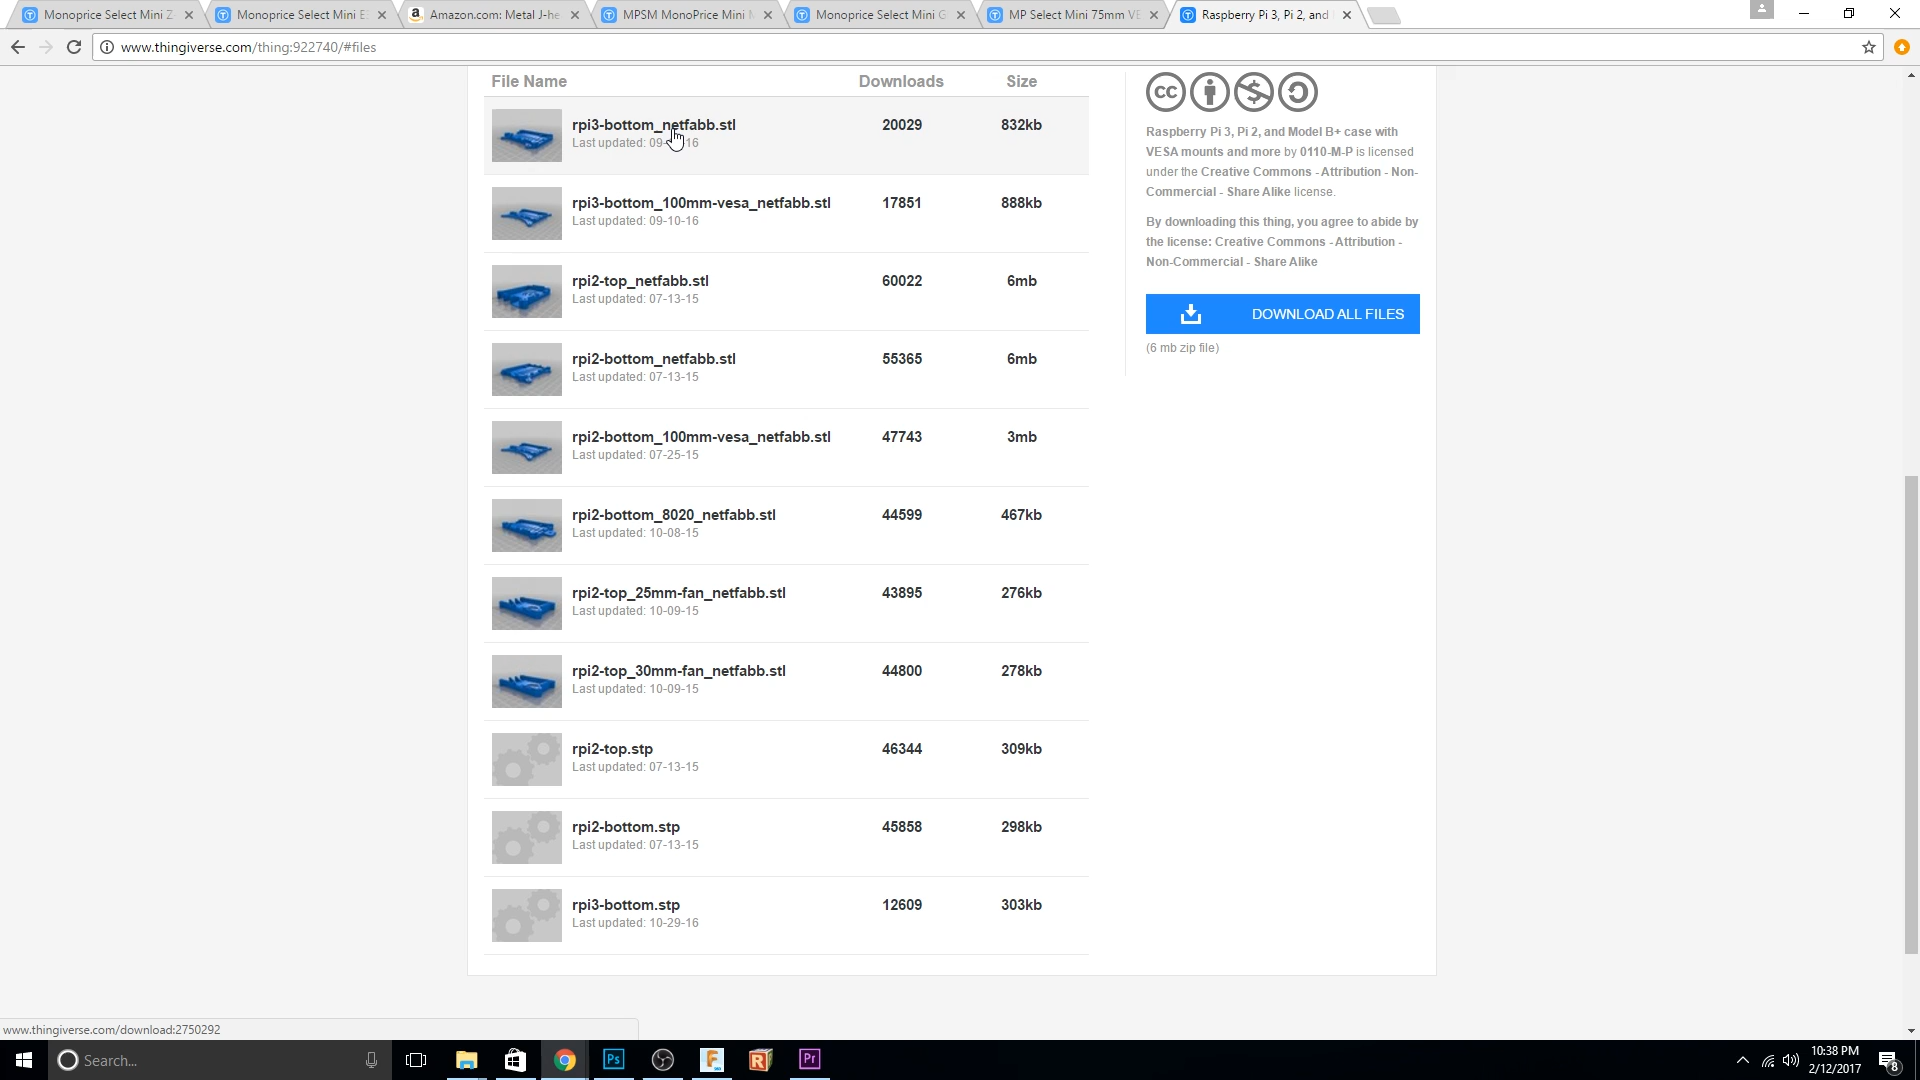 Monoprice Select Mini Z
Monoprice Select Mini E
Amazon.com: Metal J-he
MPSM MonoPrice Mini
Monoprice Select Mini G
MP Select Mini 75mm VE
Raspberry Pi 3, Pi 2, and
www.thingiverse.com/thing:922740/#files
File Name Downloads Size
rpi3-bottom_netfabb.stl 20029 832kb
Last updated: 09- 16
rpi3-bottom_100mm-vesa_netfabb.stl 17851 888kb
Last updated: 09-10-16
rpi2-top_netfabb.stl 60022 6mb
Last updated: 07-13-15
rpi2-bottom_netfabb.stl 55365 6mb
Last updated: 07-13-15
rpi2-bottom_100mm-vesa_netfabb.stl 47743 3mb
Last updated: 07-25-15
rpi2-bottom_8020_netfabb.stl 44599 467kb
Last updated: 10-08-15
rpi2-top_25mm-fan_netfabb.stl 43895 276kb
Last updated: 10-09-15
rpi2-top_30mm-fan_netfabb.stl 44800 278kb
Last updated: 10-09-15
rpi2-top.stp 46344 309kb
Last updated: 07-13-15
rpi2-bottom.stp 45858 298kb
Last updated: 07-13-15
rpi3-bottom.stp 12609 303kb
Last updated: 10-29-16
cc
Raspberry Pi 3, Pi 2, and Model B+ case with
VESA mounts and more by 0110-M-P is licensed
under the Creative Commons - Attribution - Non-
Commercial - Share Alike license.
By downloading this thing, you agree to abide by
the license: Creative Commons - Attribution -
Non-Commercial - Share Alike
DOWNLOAD ALL FILES
(6 mb zip file)
www.thingiverse.com/download:2750292
Search...
Ps
Pr
10:38 PM
2/12/2017
8